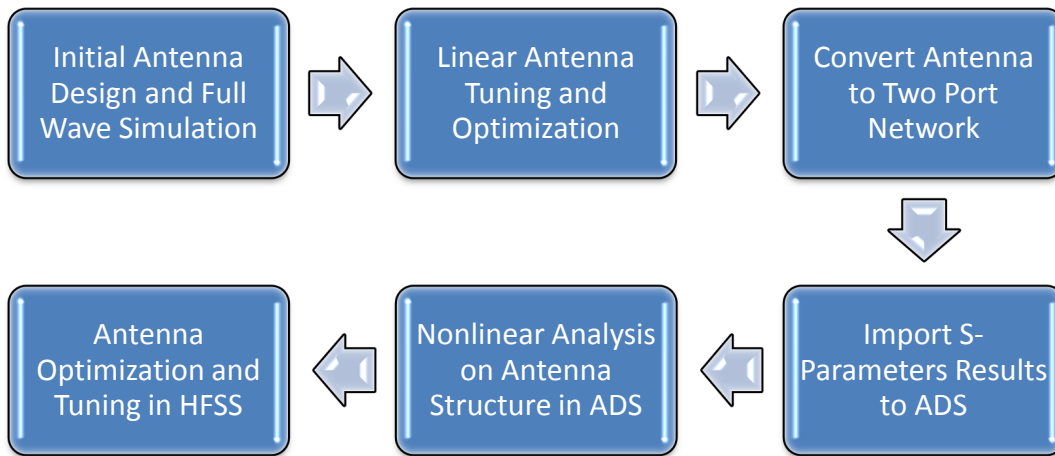 Initial Antenna
Design and Full
Wave Simulation
Linear Antenna
Tuning and
Optimization
Convert Antenna
to Two Port
Network
Import S-
Parameters Results
to ADS
Nonlinear Analysis
on Antenna
Structure in ADS
Antenna
Optimization and
Tuning in HFSS